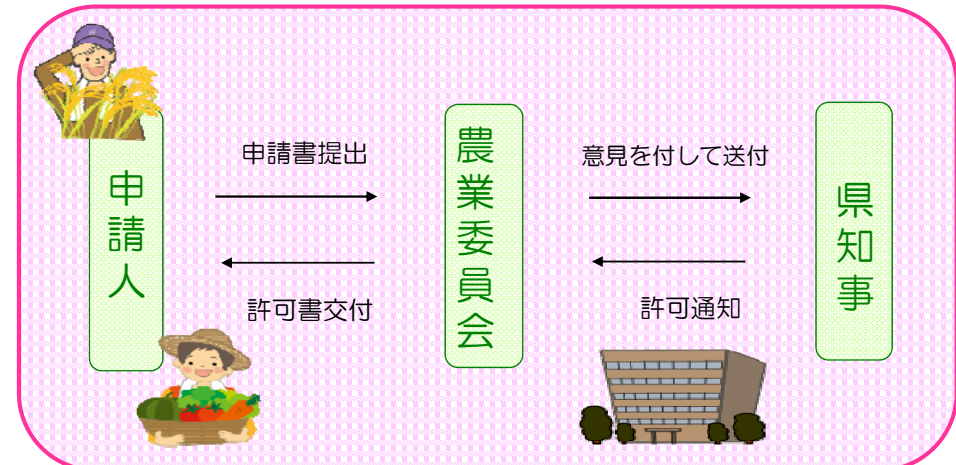 申請人
申請書提出
許可書交付
農業委員会
意見を付して送付
許可通知
県知事